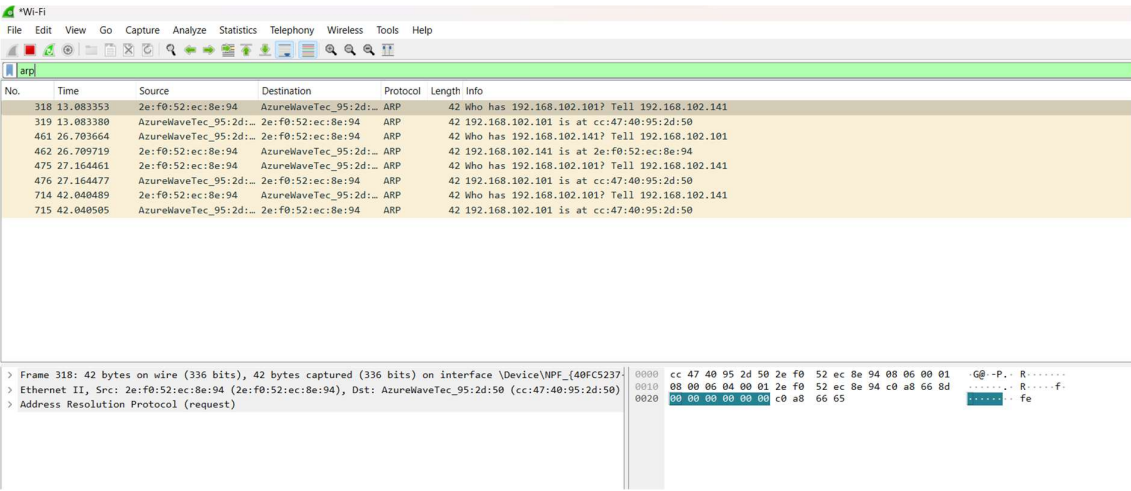 *Wi-Fi
File Edit View Go Capture Analyze Statistics Telephony Wireless Tools Help
arp
No. Time Source Destination Protocol Length Info
318 13.083353 2e:f0:52:ec:8e:94 AzureWaveTec_95:2d:… ARP 42 Who has 192.168.102.101? Tell 192.168.102.141
319 13.083380 AzureWaveTec_95:2d:… 2e:f0:52:ec:8e:94 ARP 42 192.168.102.101 is at cc:47:40:95:2d:50
461 26.703664 AzureWaveTec_95:2d:… 2e:f0:52:ec:8e:94 ARP 42 Who has 192.168.102.141? Tell 192.168.102.101
462 26.709719 2e:f0:52:ec:8e:94 AzureWaveTec_95:2d:… ARP 42 192.168.102.141 is at 2e:f0:52:ec:8e:94
475 27.164461 2e:f0:52:ec:8e:94 AzureWaveTec_95:2d:… ARP 42 Who has 192.168.102.101? Tell 192.168.102.141
476 27.164477 AzureWaveTec_95:2d:… 2e:f0:52:ec:8e:94 ARP 42 192.168.102.101 is at cc:47:40:95:2d:50
714 42.040489 2e:f0:52:ec:8e:94 AzureWaveTec_95:2d:… ARP 42 Who has 192.168.102.101? Tell 192.168.102.141
715 42.040505 AzureWaveTec_95:2d:… 2e:f0:52:ec:8e:94 ARP 42 192.168.102.101 is at cc:47:40:95:2d:50
> Frame 318: 42 bytes on wire (336 bits), 42 bytes captured (336 bits) on interface \Device\NPF_{40FC5237-
> Ethernet II, Src: 2e:f0:52:ec:8e:94 (2e:f0:52:ec:8e:94), Dst: AzureWaveTec_95:2d:50 (cc:47:40:95:2d:50)
> Address Resolution Protocol (request)
0000 cc 47 40 95 2d 50 2e f0 52 ec 8e 94 08 06 00 01 ·G@·-P.· R·······
0010 08 00 06 04 00 01 2e f0 52 ec 8e 94 c0 a8 66 8d ······.· R·····f·
0020 00 00 00 00 00 00 c0 a8 66 65 ········ fe